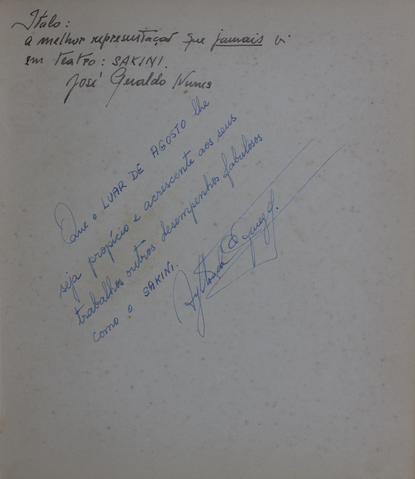 Italo:
a melhor representação que jamais vi
em teatro: SAKINI.
José Geraldo Nunes
Que o LUAR DE AGOSTO lhe
seja propício e acrescente aos seus
trabalhos outros desempenhos fabulosos
como o SAKINI.